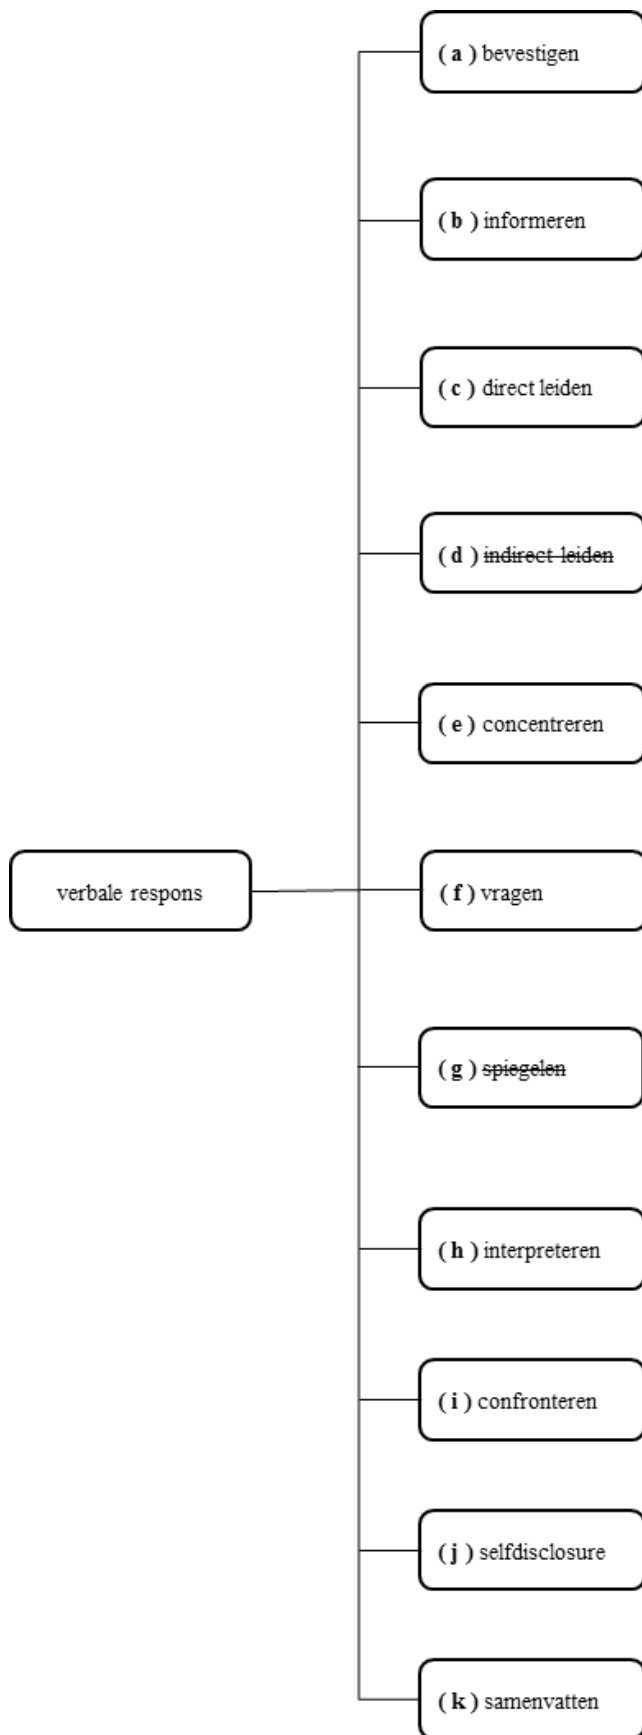 ( a ) bevestigen
( b ) informeren
( c ) direct leiden
( d ) indirect leiden
( e ) concentreren
verbale respons
( f ) vragen
( g ) spiegelen
( h ) interpreteren
( i ) confronteren
( j ) selfdisclosure
( k ) samenvatten